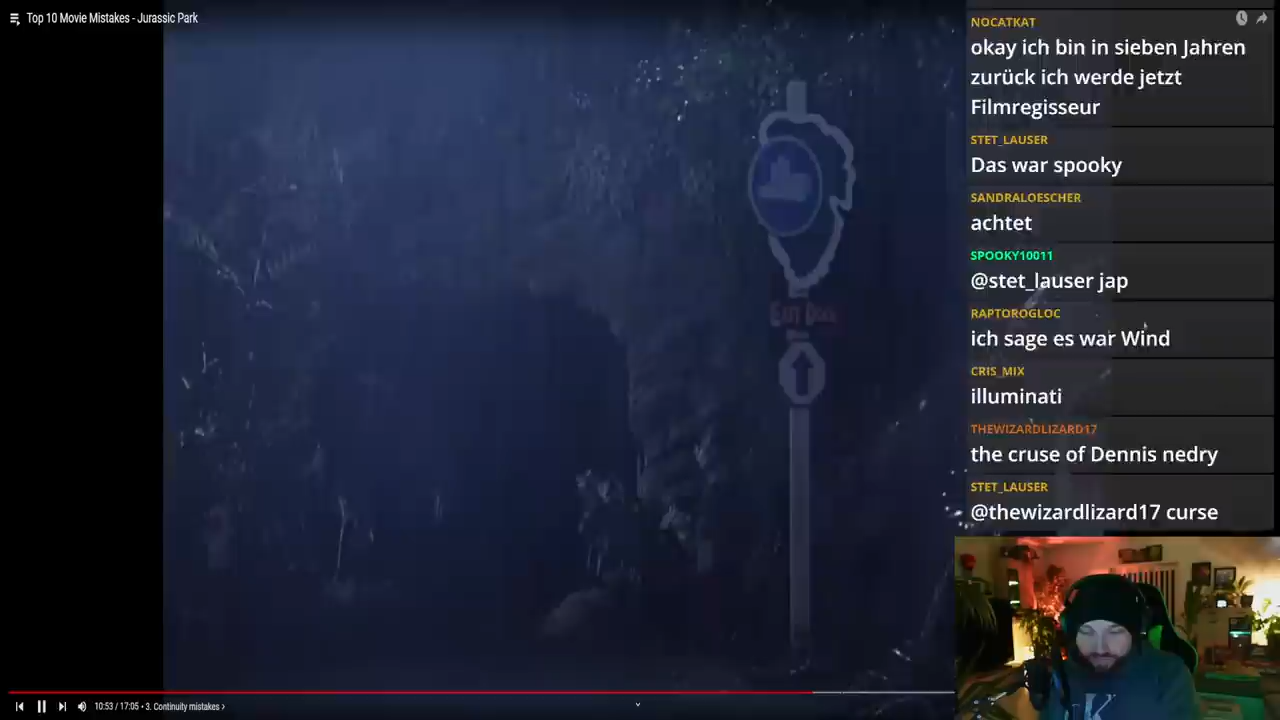 Top 10 Movie Mistakes - Jurassic Park
NOCATKAT
okay ich bin in sieben Jahren
zurück ich werde jetzt
Filmregisseur
STET_LAUSER
Das war spooky
SANDRALOESCHER
achtet
SPOOKY10011
@stet_lauser jap
RAPTOROGLOC
ich sage es war Wind
CRIS_MIX
illuminati
THEWIZARDLIZARD17
the cruse of Dennis nedry
STET_LAUSER
@thewizardlizard17 curse
East Dock
10:53 / 17:05 • 3. Continuity mistakes ›
K